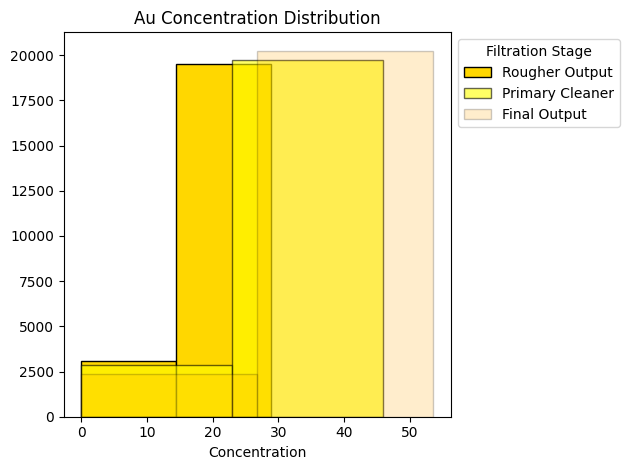 Au Concentration Distribution
20000
17500
15000
12500
10000
7500
5000
2500
0
0 10 20 30 40 50
Concentration
Filtration Stage
Rougher Output
Primary Cleaner
Final Output